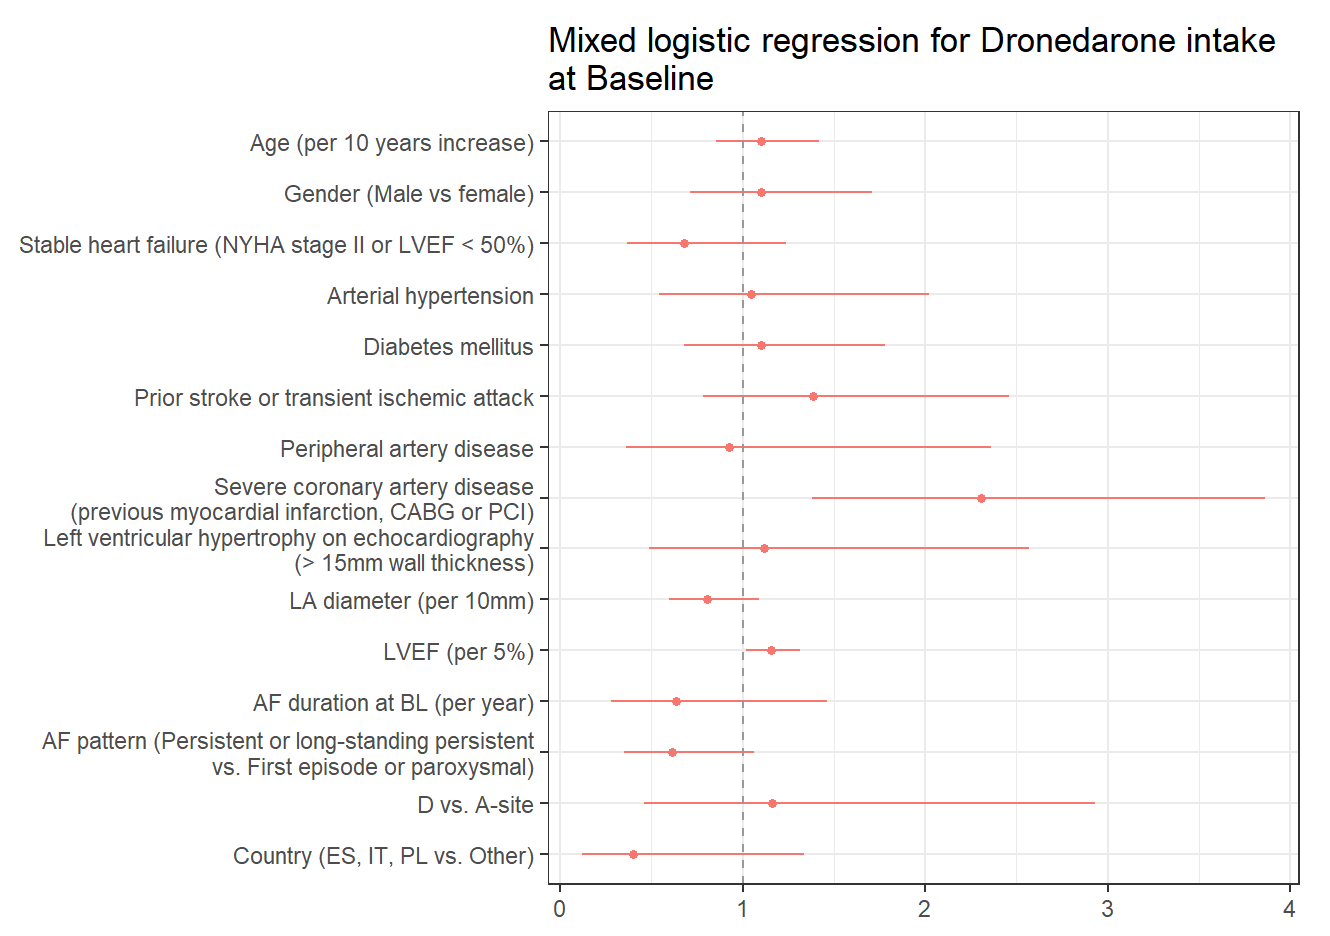 Mixed logistic regression for Dronedarone intake
at Baseline
Age (per 10 years increase)
Gender (Male vs female)
Stable heart failure (NYHA stage II or LVEF < 50%)
Arterial hypertension
Diabetes mellitus
Prior stroke or transient ischemic attack
Peripheral artery disease
Severe coronary artery disease
(previous myocardial infarction, CABG or PCI)
Left ventricular hypertrophy on echocardiography
(> 15mm wall thickness)
LA diameter (per 10mm)
LVEF (per 5%)
AF duration at BL (per year)
AF pattern (Persistent or long-standing persistent
vs. First episode or paroxysmal)
D vs. A-site
Country (ES, IT, PL vs. Other)
0 1 2 3 4